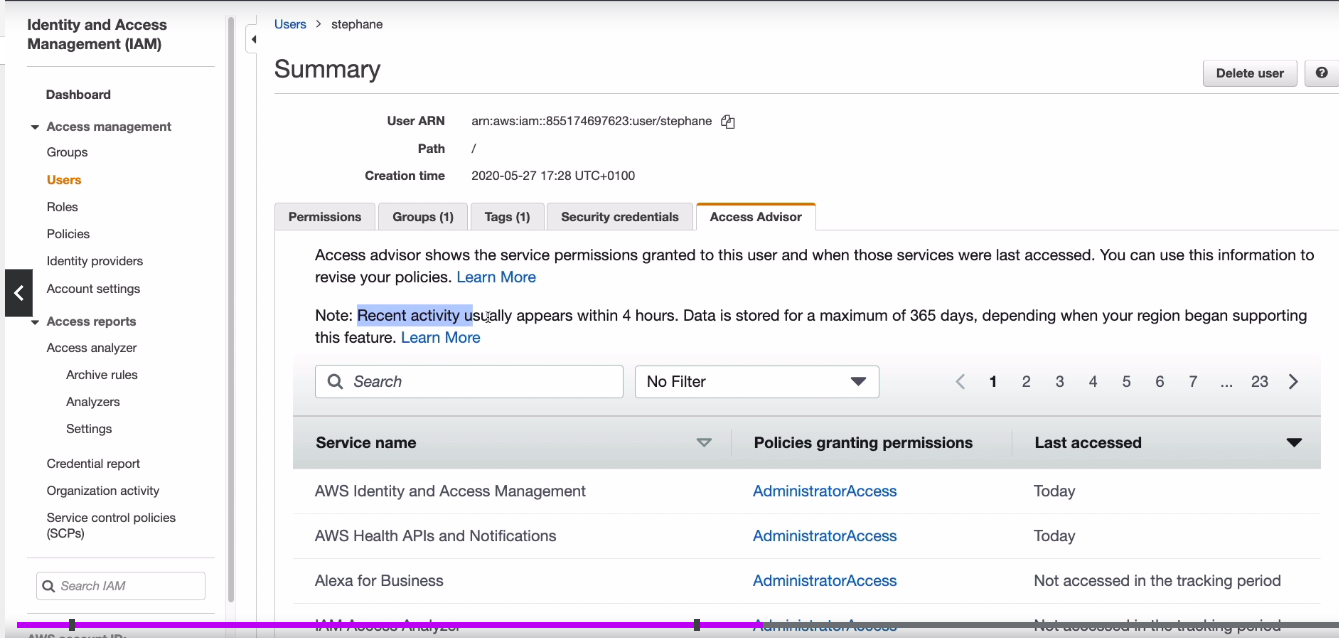 Identity and Access
Management (IAM)
Dashboard
Access management
Groups
Users
Roles
Policies
Identity providers
Account settings
Access reports
Access analyzer
Archive rules
Analyzers
Settings
Credential report
Organization activity
Service control policies
(SCPs)
Search IAM
AWS account ID:
Users > stephane
Summary
Delete user
User ARN arn:aws:iam::855174697623:user/stephane
Path /
Creation time 2020-05-27 17:28 UTC+0100
Permissions Groups (1) Tags (1) Security credentials Access Advisor
Access advisor shows the service permissions granted to this user and when those services were last accessed. You can use this information to
revise your policies. Learn More
Note: Recent activity usually appears within 4 hours. Data is stored for a maximum of 365 days, depending when your region began supporting
this feature. Learn More
Search No Filter 1 2 3 4 5 6 7 ... 23
Service name Policies granting permissions Last accessed
AWS Identity and Access Management AdministratorAccess Today
AWS Health APIs and Notifications AdministratorAccess Today
Alexa for Business AdministratorAccess Not accessed in the tracking period
IAM Access Analyzer AdministratorAccess Not accessed in the tracking period